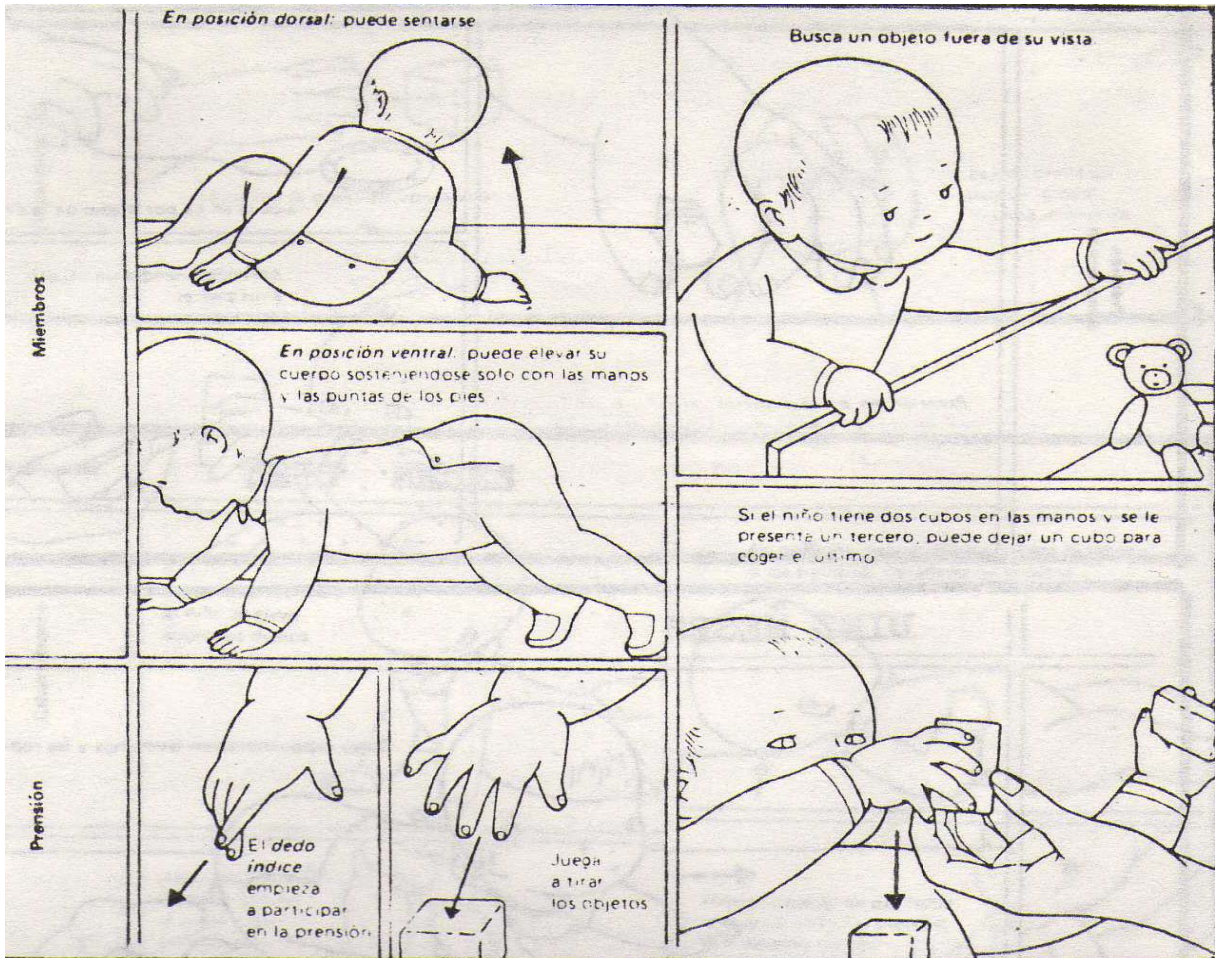 En posición dorsal: puede sentarse
Miembros
En posición ventral: puede elevar su
cuerpo sosteniendose solo con las manos
y las puntas de los pies
Prensión
El dedo
índice
empieza
a participar
en la prensión
Juega
a tirar
los objetos
Busca un objeto fuera de su vista.
Si el niño tiene dos cubos en las manos y se le
presenta un tercero, puede dejar un cubo para
coger el último